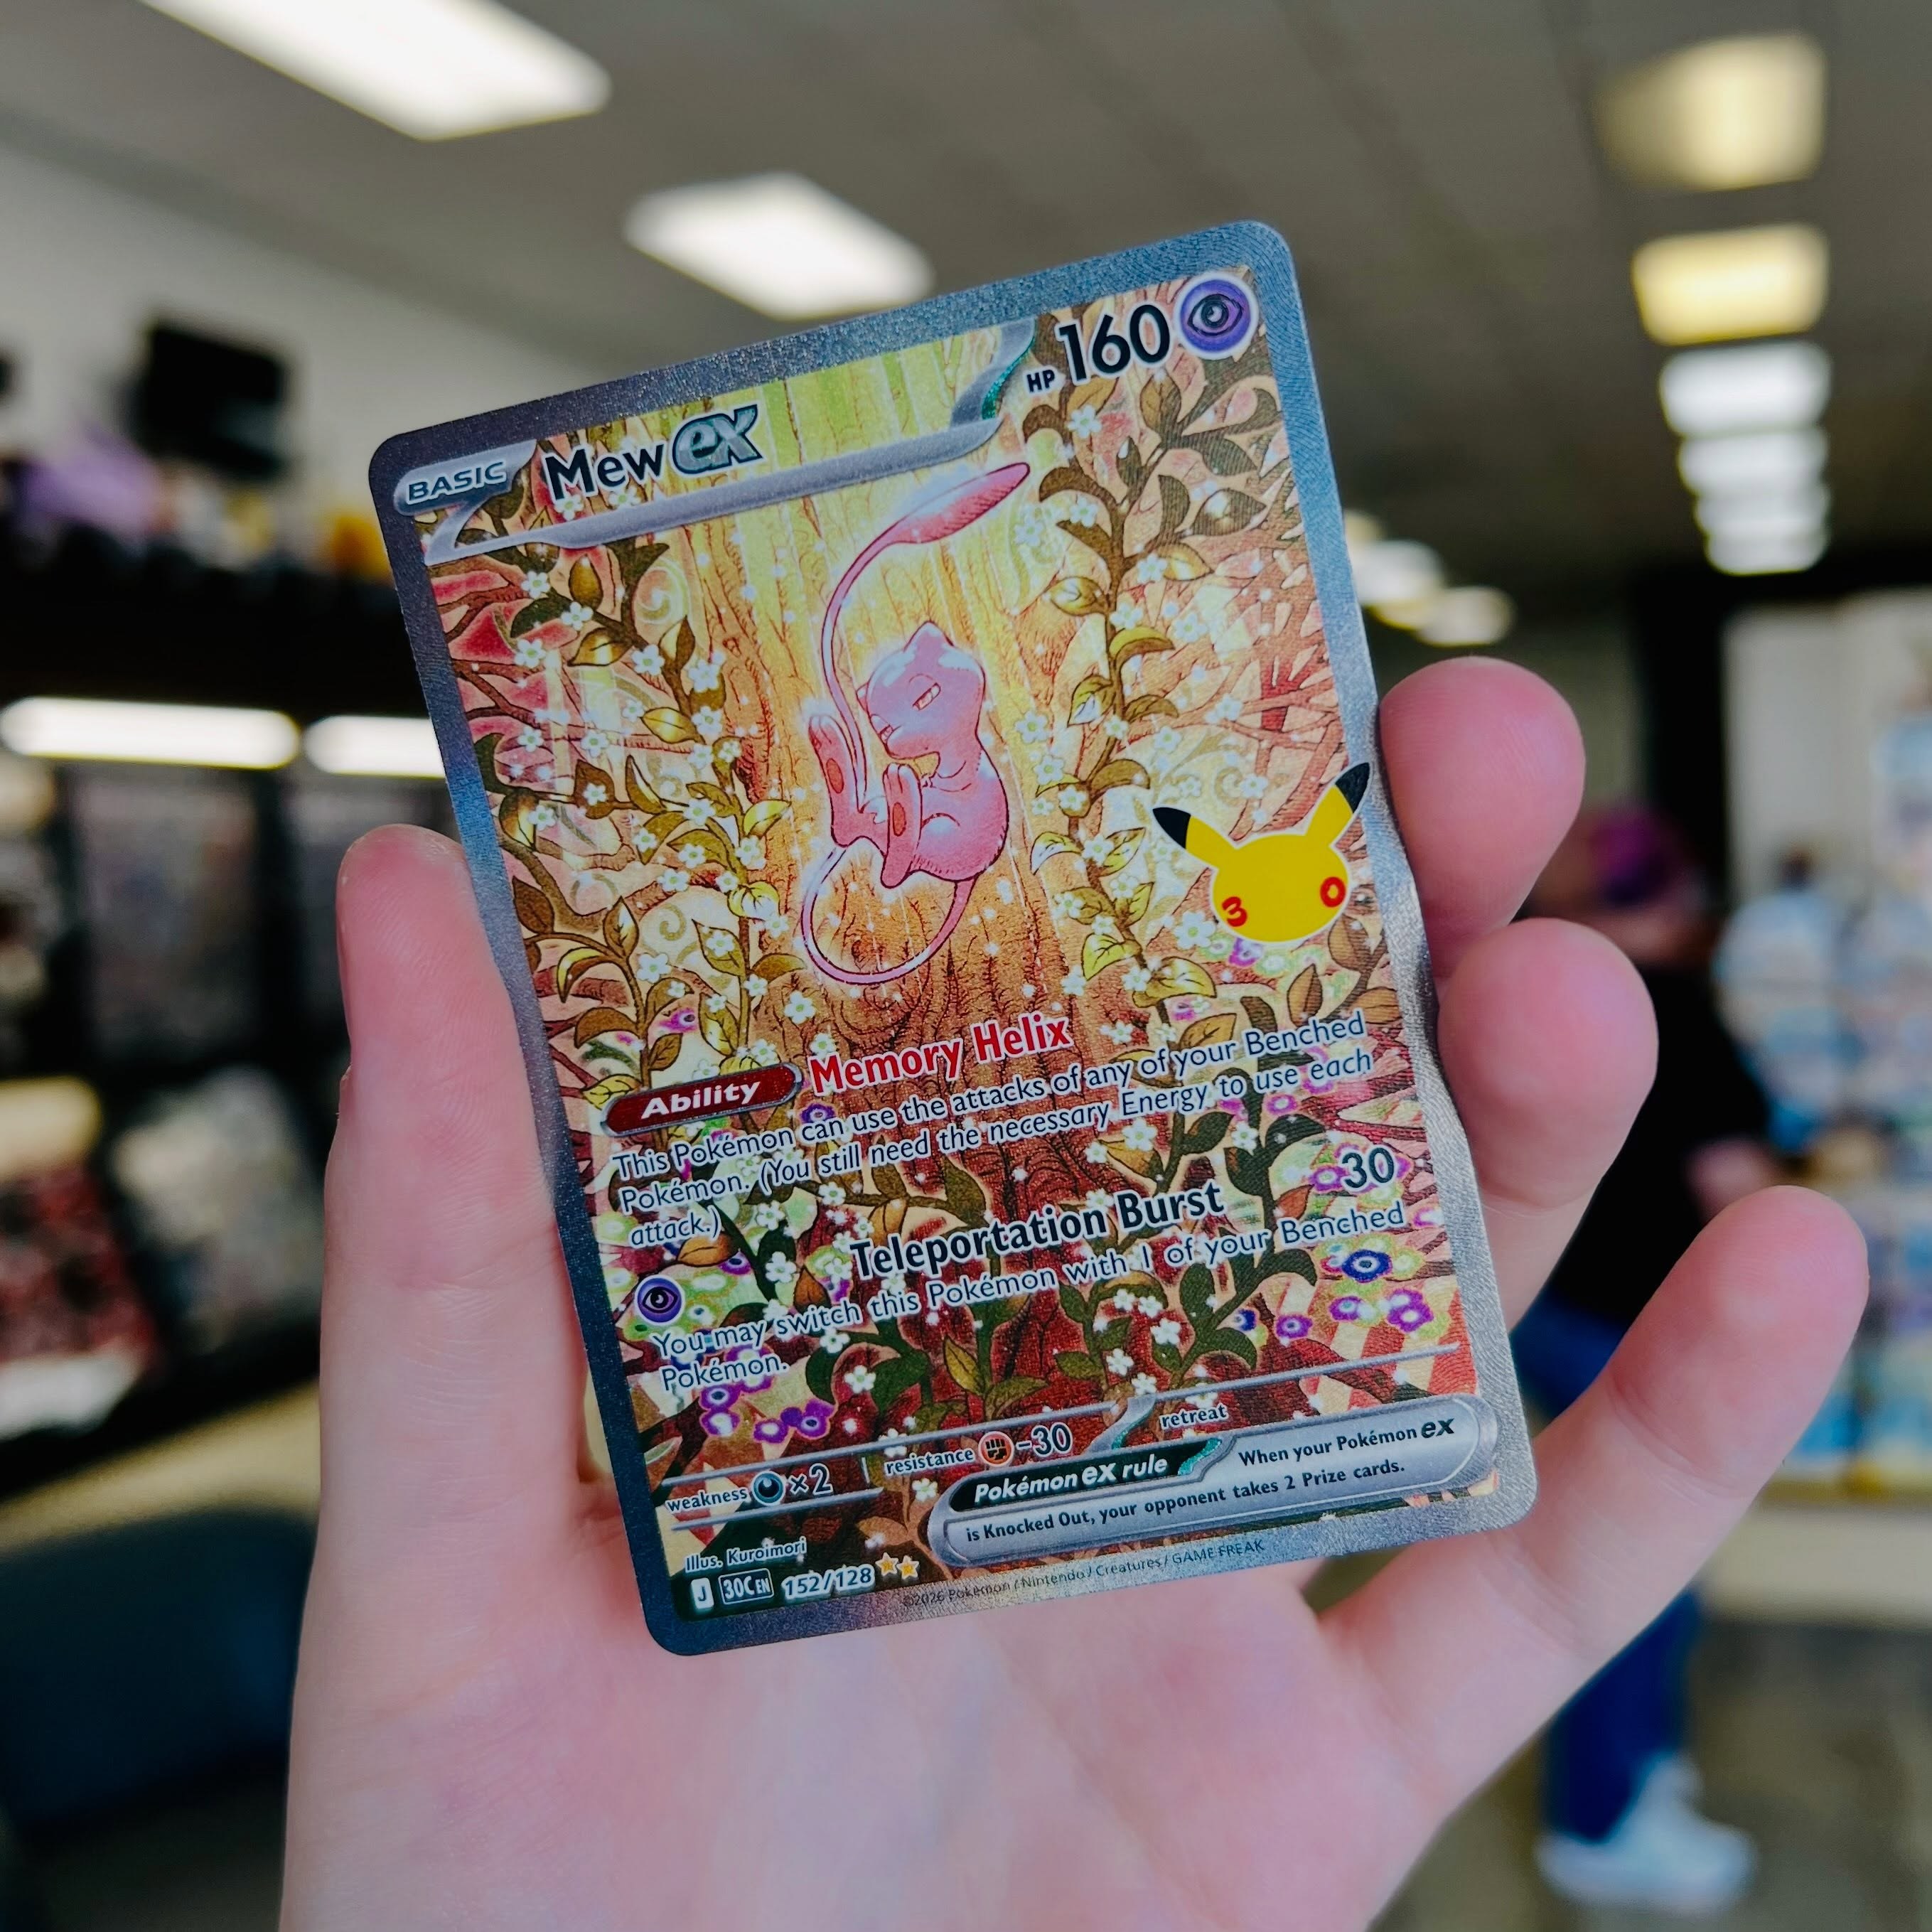 BASIC Mew ex HP 160
30
Ability Memory Helix
This Pokémon can use the attacks of any of your Benched
Pokémon. (You still need the necessary Energy to use each
attack.)
Teleportation Burst 30
You may switch this Pokémon with 1 of your Benched
Pokémon.
weakness ×2 resistance -30 retreat
Pokémon ex rule When your Pokémon ex
is Knocked Out, your opponent takes 2 Prize cards.
Illus. Kuroimori
J 30C EN 152/128
©2026 Pokémon / Nintendo / Creatures / GAME FREAK